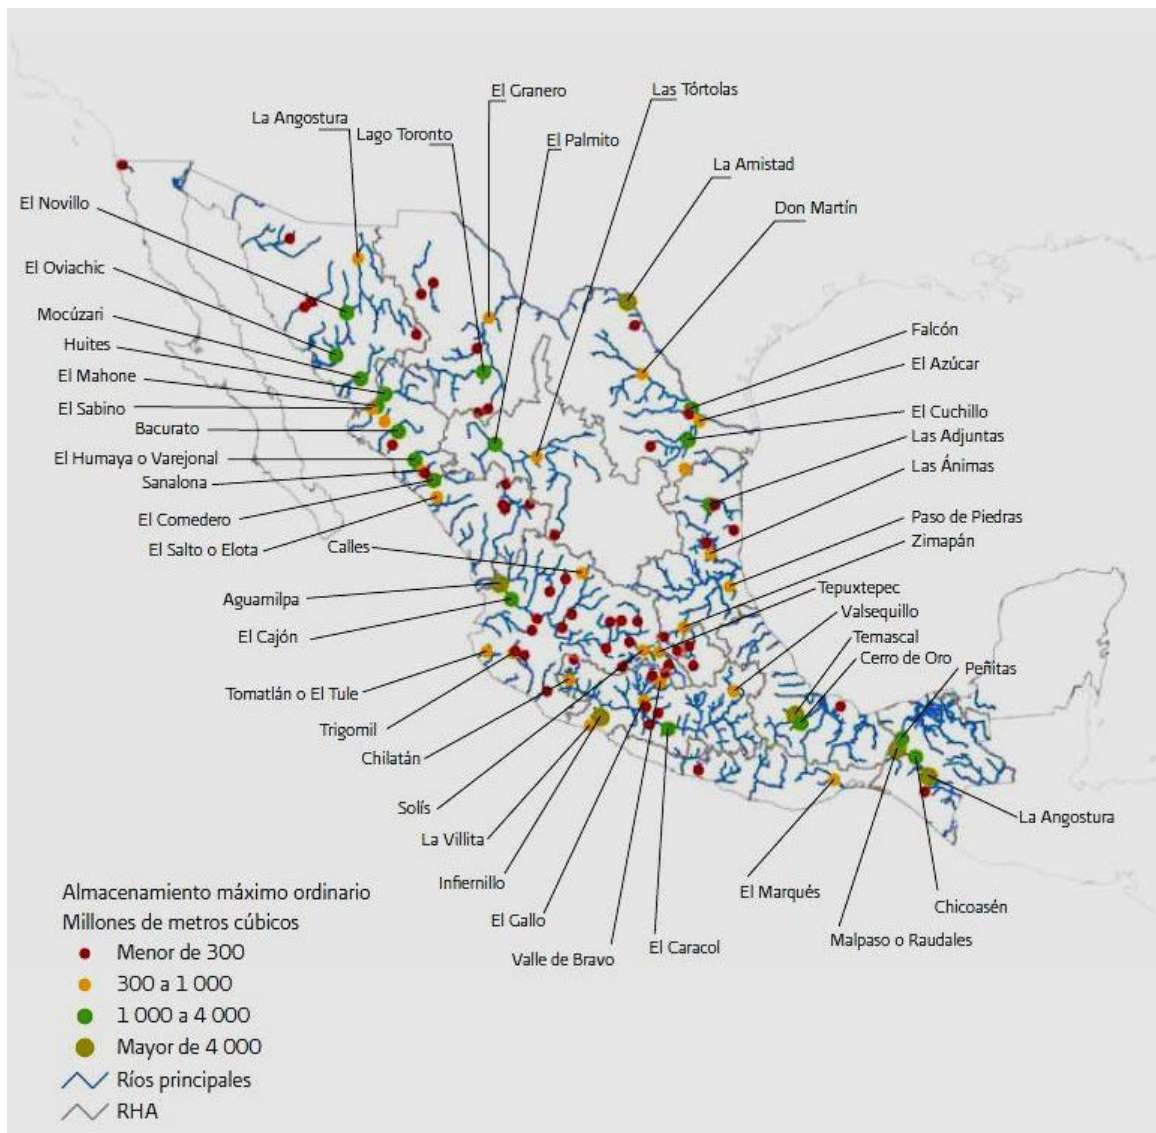 El Granero
Las Tórtolas
La Angostura
Lago Toronto
El Palmito
La Amistad
Don Martín
El Novillo
El Oviachic
Mocúzari
Huites
El Mahone
El Sabino
Bacurato
El Humaya o Varejonal
Sanalona
El Comedero
El Salto o Elota
Calles
Aguamilpa
El Cajón
Tomatlán o El Tule
Trigomil
Chilatán
Solís
La Villita
Infiernillo
El Gallo
Valle de Bravo
El Caracol
Falcón
El Azúcar
El Cuchillo
Las Adjuntas
Las Ánimas
Paso de Piedras
Zimapán
Tepuxtepec
Valsequillo
Temascal
Cerro de Oro
Peñitas
La Angostura
El Marqués
Chicoasén
Malpaso o Raudales
Almacenamiento máximo ordinario
Millones de metros cúbicos
Menor de 300
300 a 1 000
1 000 a 4 000
Mayor de 4 000
Ríos principales
RHA